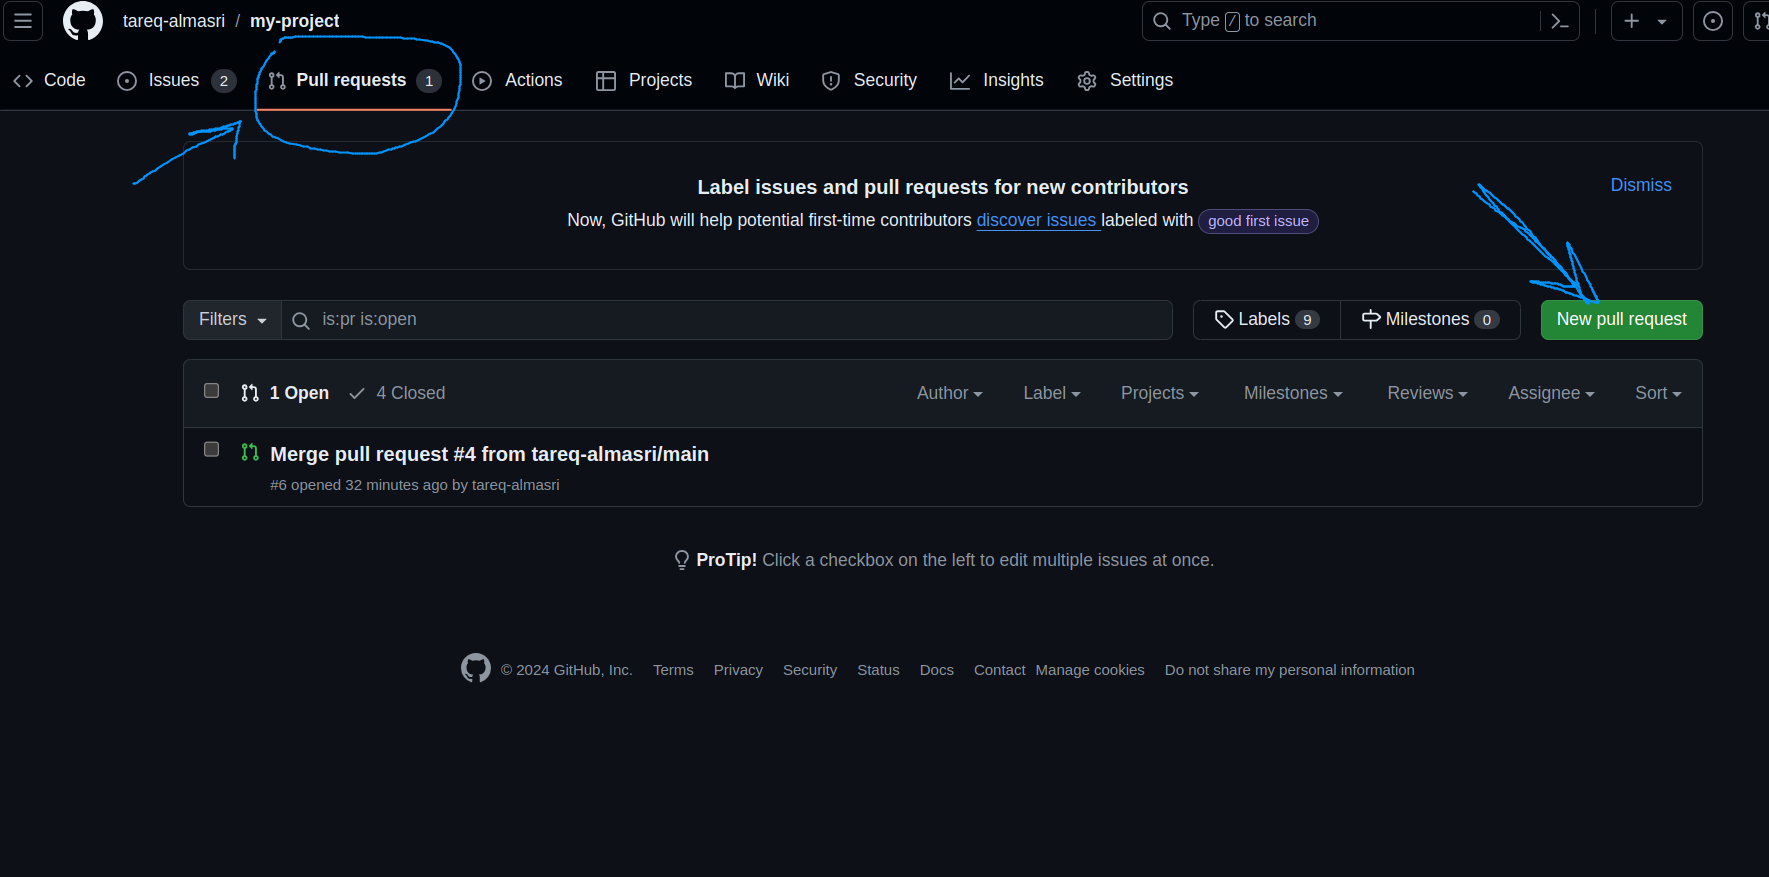 tareq-almasri / my-project
Type / to search
Code Issues 2 Pull requests 1 Actions Projects Wiki Security Insights Settings
Label issues and pull requests for new contributors
Dismiss
Now, GitHub will help potential first-time contributors discover issues labeled with good first issue
Filters is:pr is:open Labels 9 Milestones 0 New pull request
1 Open 4 Closed Author Label Projects Milestones Reviews Assignee Sort
Merge pull request #4 from tareq-almasri/main
#6 opened 32 minutes ago by tareq-almasri
ProTip! Click a checkbox on the left to edit multiple issues at once.
© 2024 GitHub, Inc. Terms Privacy Security Status Docs Contact Manage cookies Do not share my personal information